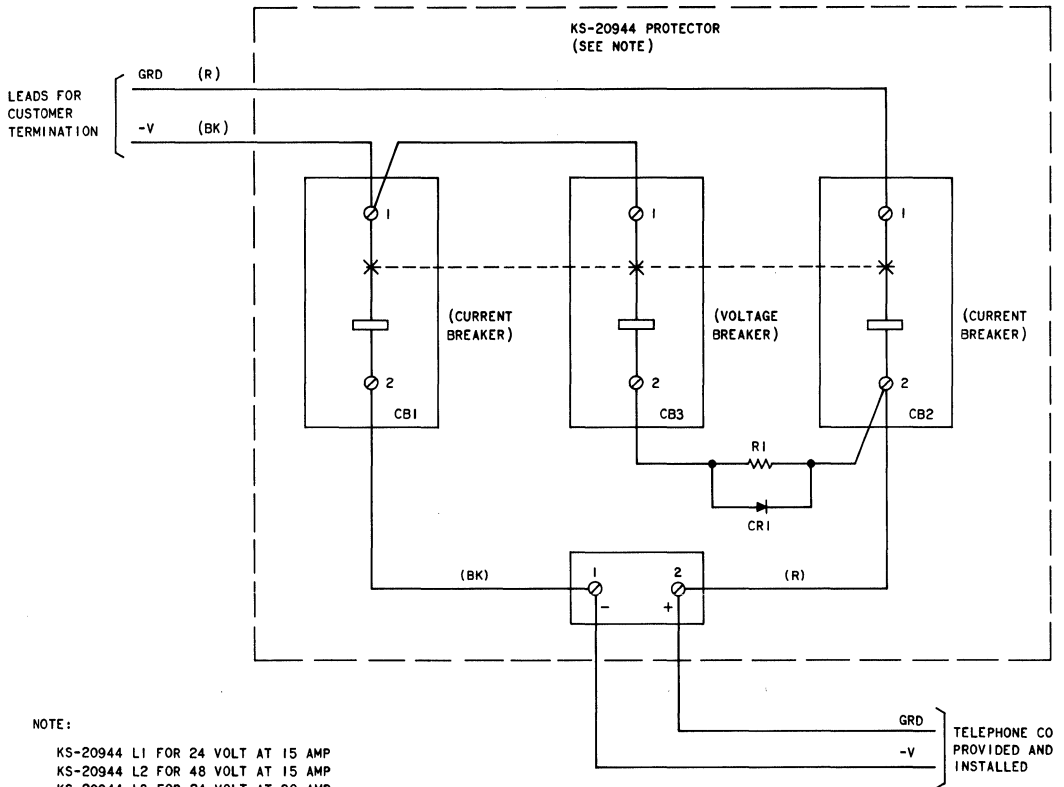 KS-20944 PROTECTOR
(SEE NOTE)
LEADS FOR
CUSTOMER
TERMINATION
GRD (R)
-V (BK)
1
1
1
(CURRENT
BREAKER)
(VOLTAGE
BREAKER)
(CURRENT
BREAKER)
2
2
2
CB1
CB3
CB2
R1
CR1
(BK)
1
2
(R)
-
+
NOTE:
KS-20944 L1 FOR 24 VOLT AT 15 AMP
KS-20944 L2 FOR 48 VOLT AT 15 AMP
GRD
-V
TELEPHONE CO
PROVIDED AND
INSTALLED